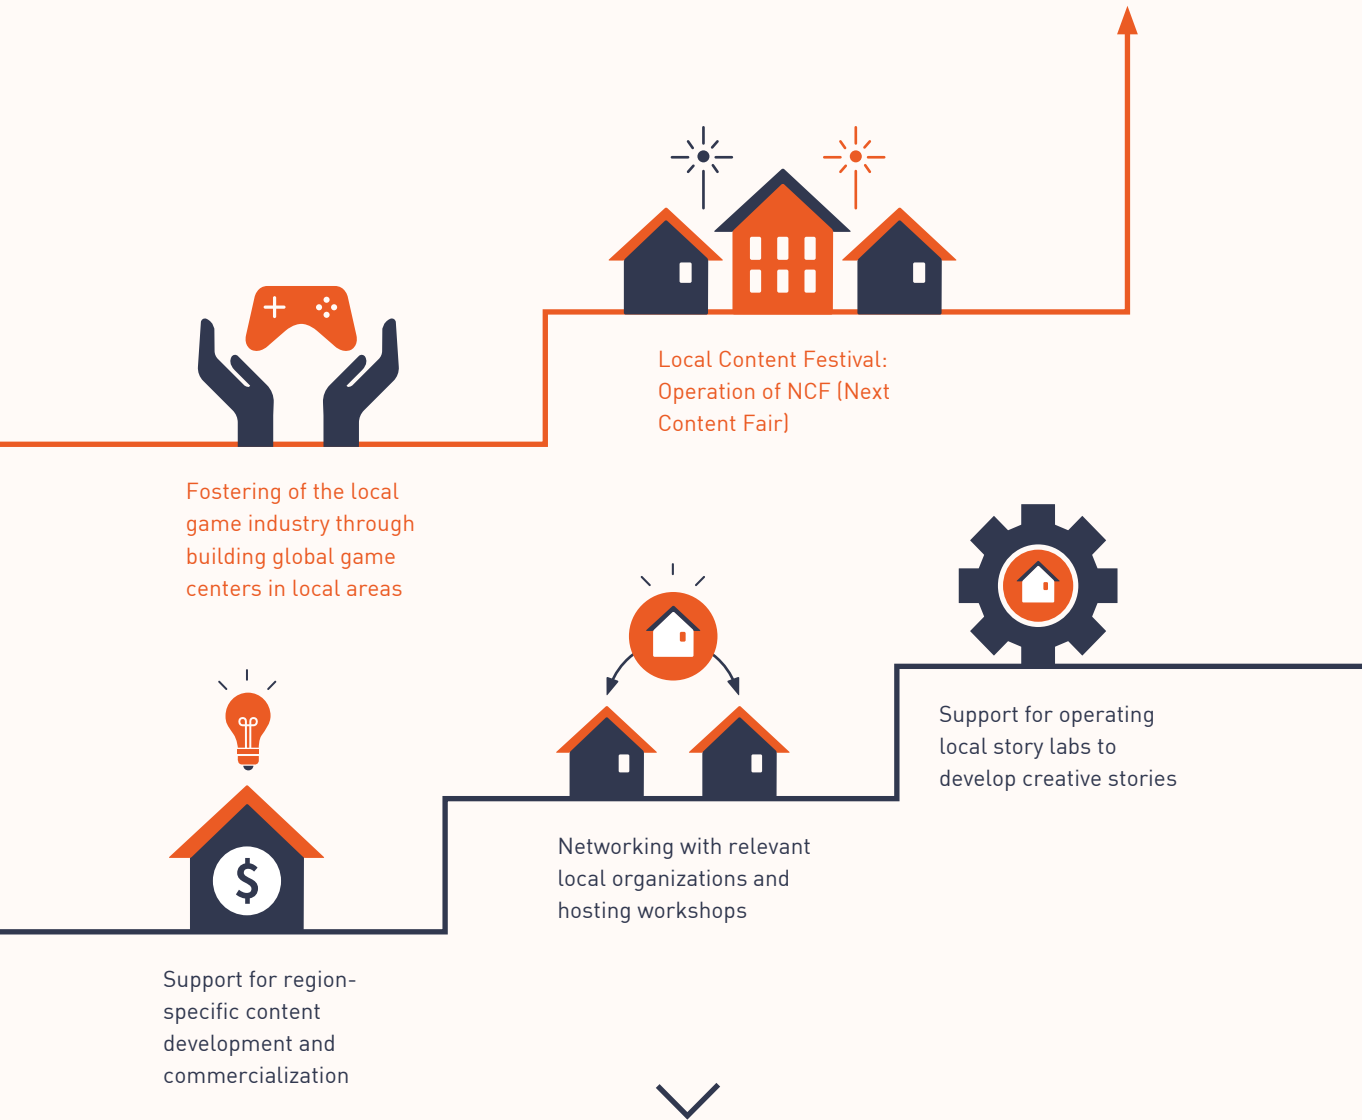 Local Content Festival:
Operation of NCF (Next
Content Fair)
Fostering of the local
game industry through
building global game
centers in local areas
Support for operating
local story labs to
develop creative stories
Networking with relevant
local organizations and
hosting workshops
$
Support for region-
specific content
development and
commercialization